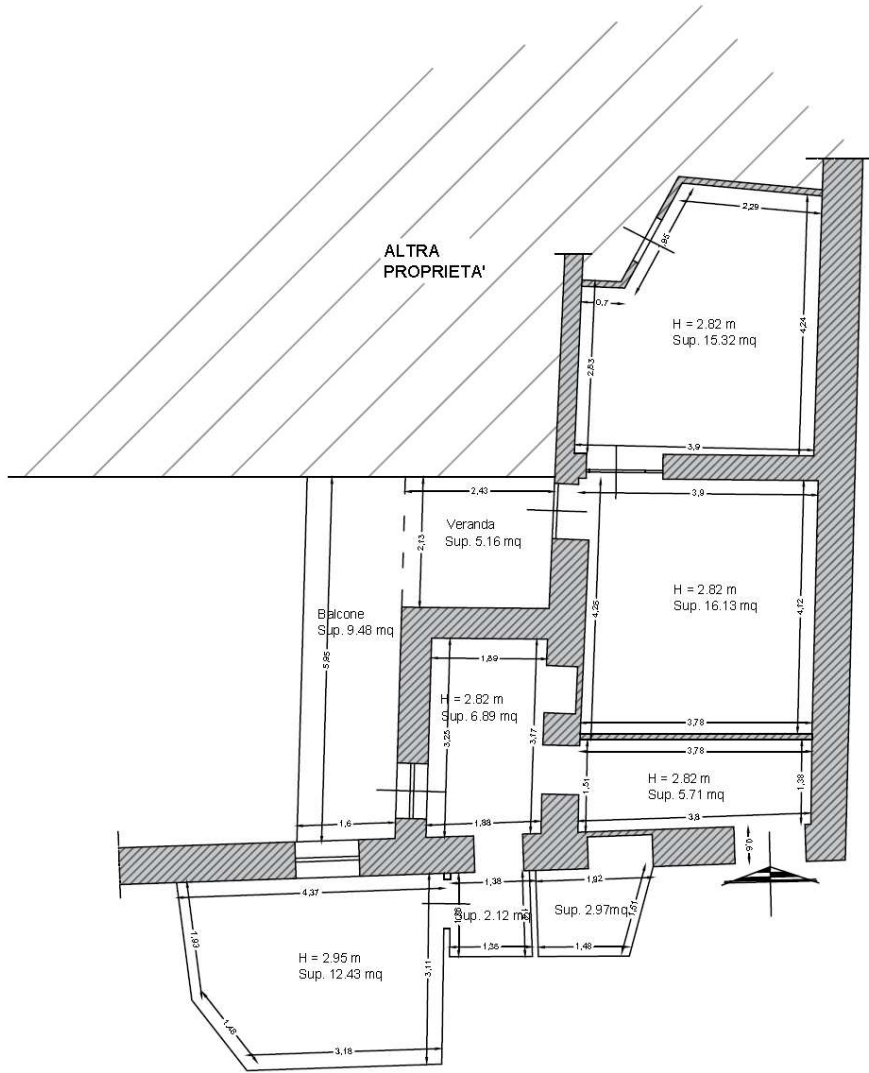 2,29
,95
ALTRA
PROPRIETA'
0,7
H = 2.82 m
Sup. 15.32 mq
4,24
2,83
3,9
2,43
3,9
Veranda
Sup. 5.16 mq
2,13
H = 2.82 m
Sup. 16.13 mq
4,12
Balcone
Sup. 9.48 mq
5,95
1,89
H = 2.82 m
Sup. 6.89 mq
3,25
3,17
3,78
3,78
H = 2.82 m
Sup. 5.71 mq
1,51
1,38
1,6
1,88
3,8
0,6
4,37
1,38
1,92
Sup. 2.12 mq
Sup. 2.97mq
1,51
1,93
H = 2.95 m
Sup. 12.43 mq
3,11
1,48
1,48
3,18